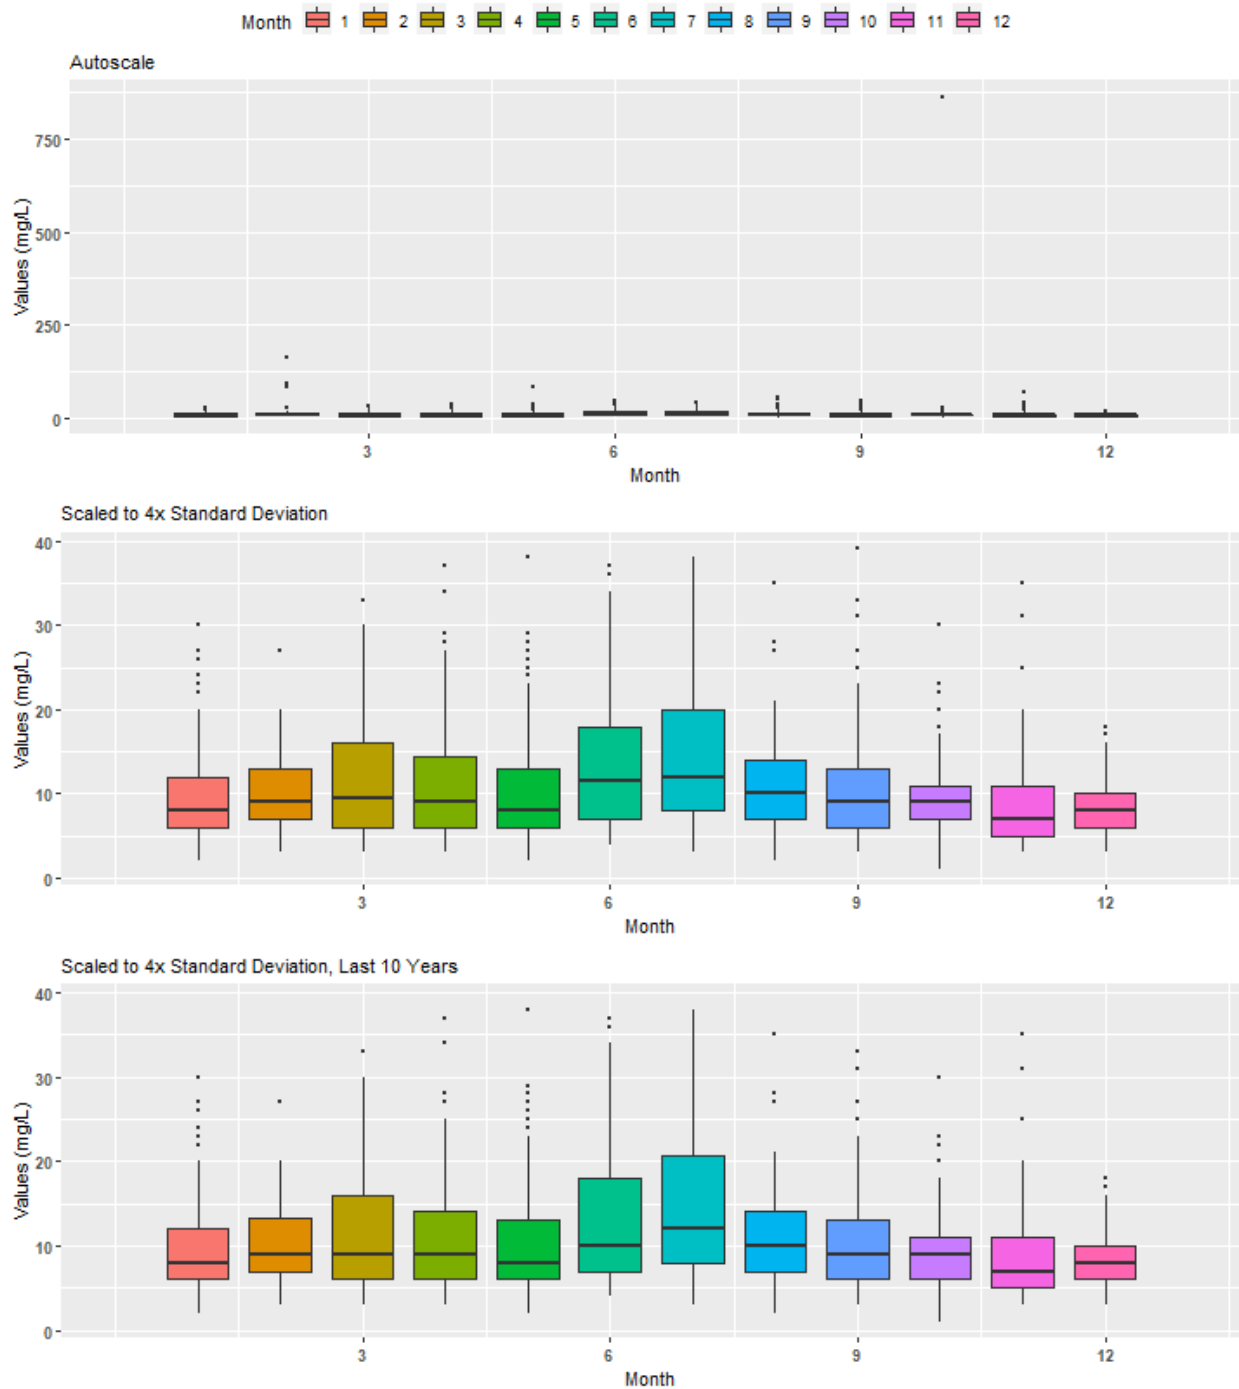 Month 1 2 3 4 5 6 7 8 9 10 11 12
Autoscale
Values (mg/L)
750
500
250
0
3 6 9 12
Month
Scaled to 4x Standard Deviation
Values (mg/L)
40
30
20
10
0
3 6 9 12
Month
Scaled to 4x Standard Deviation, Last 10 Years
Values (mg/L)
40
30
20
10
0
3 6 9 12
Month